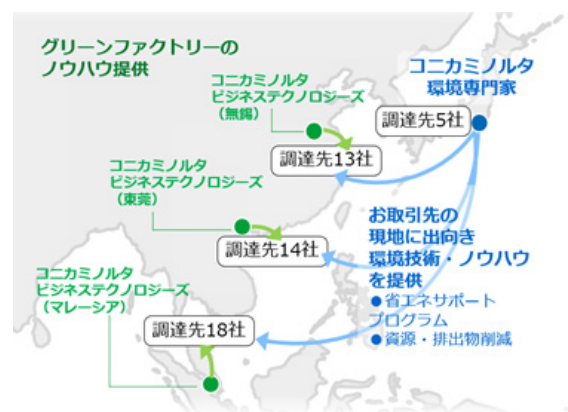 グリーンファクトリーの
ノウハウ提供
コニカミノルタ
環境専門家
コニカミノルタ
ビジネステクノロジーズ
（無錫）
調達先5社
調達先13社
コニカミノルタ
ビジネステクノロジーズ
（東莞）
調達先14社
お取引先の
現地に出向き
環境技術・ノウハウ
を提供
●省エネサポート
プログラム
●資源・排出物削減
コニカミノルタ
ビジネステクノロジーズ
（マレーシア）
調達先18社